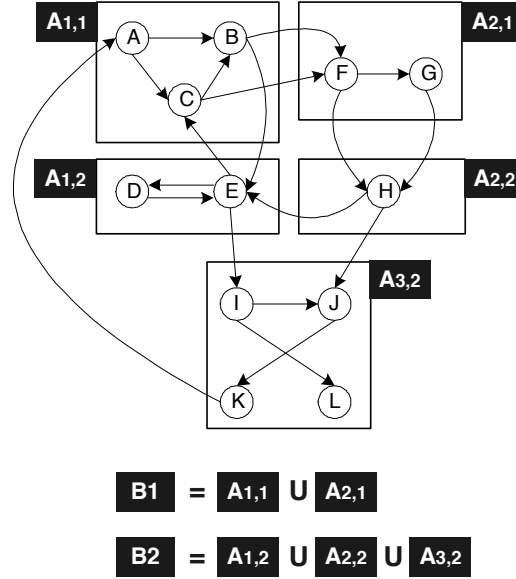 A1,1
A2,1
A
B
F
G
C
A1,2
A2,2
D
E
H
A3,2
I
J
K
L
B1 = A1,1 U A2,1
B2 = A1,2 U A2,2 U A3,2